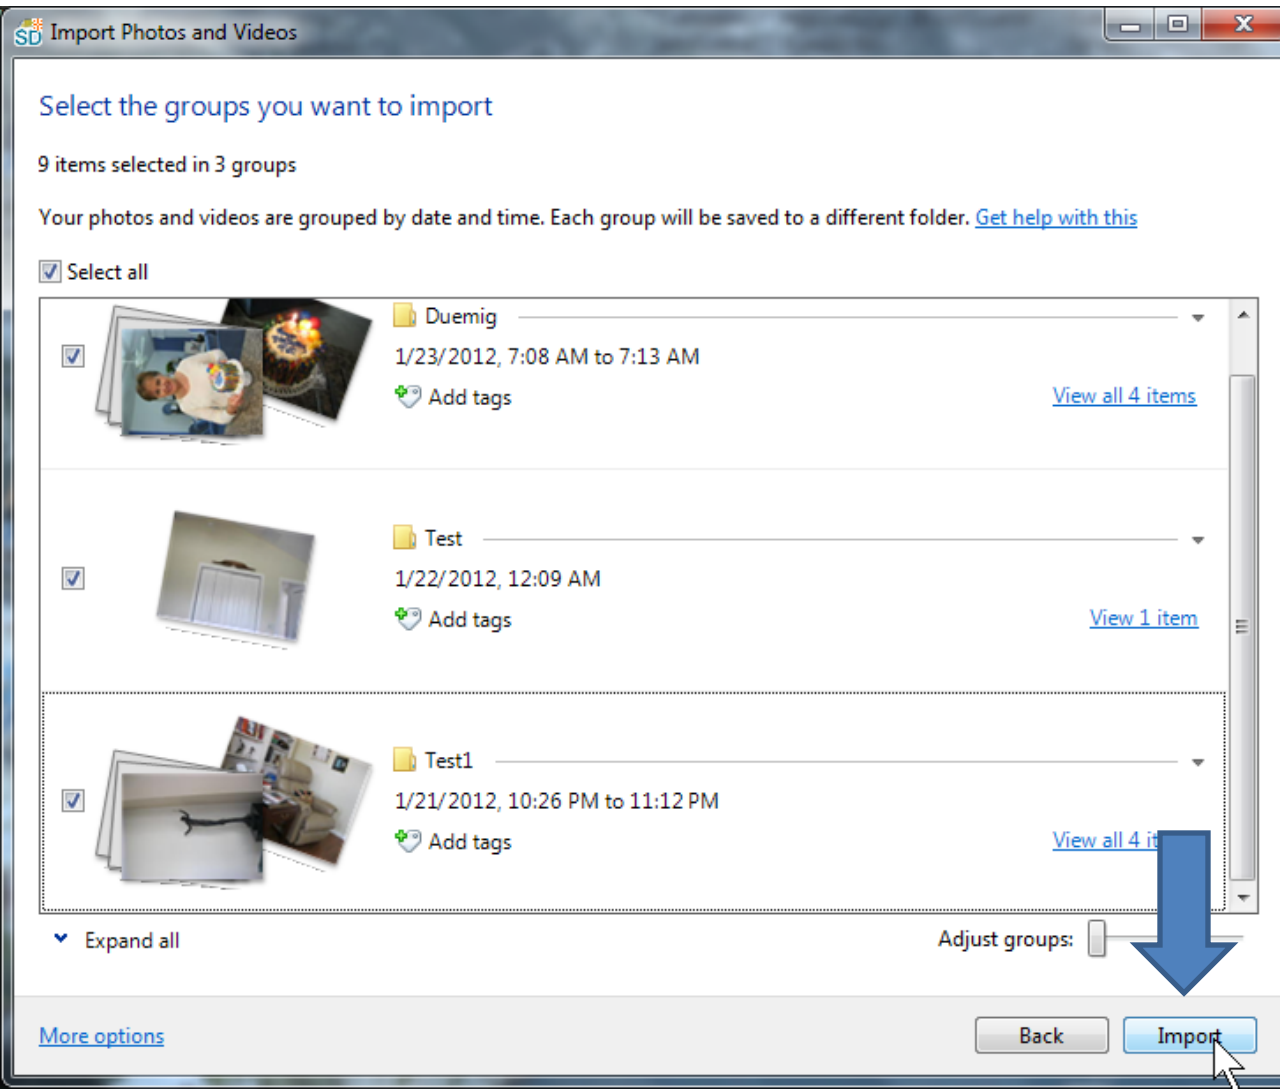 SD Import Photos and Videos
Select the groups you want to import
9 items selected in 3 groups
Your photos and videos are grouped by date and time. Each group will be saved to a different folder. Get help with this
Select all
Duemig
1/23/2012, 7:08 AM to 7:13 AM
Add tags
View all 4 items
Test
1/22/2012, 12:09 AM
Add tags
View 1 item
Test1
1/21/2012, 10:26 PM to 11:12 PM
Add tags
View all 4
Expand all
Adjust groups:
More options
Back
Import